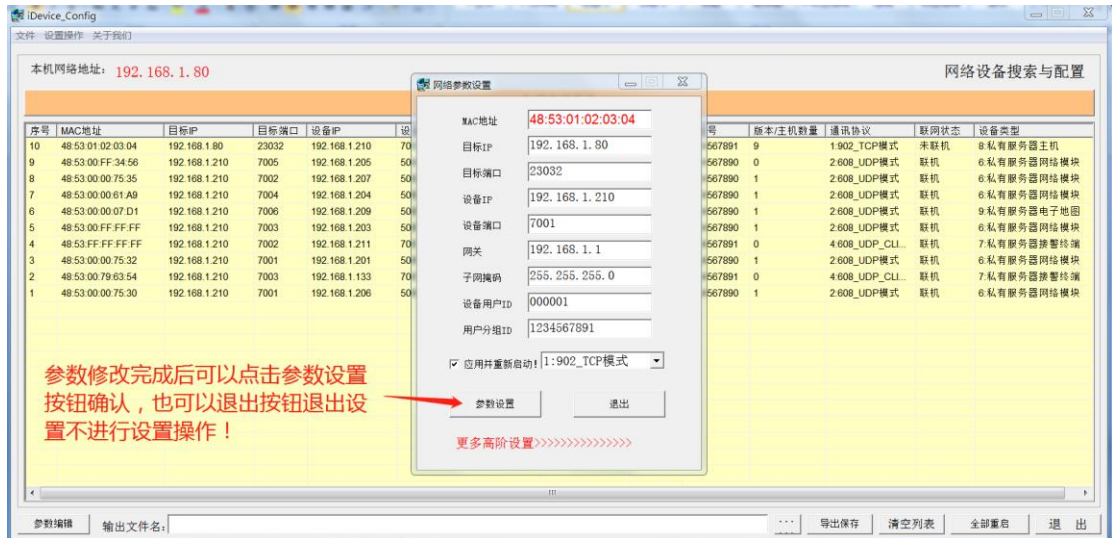 iDevice_Config
文件 设置操作 关于我们
本机网络地址: 192.168.1.80
网络设备搜索与配置
序号 MAC地址 目标IP 目标端口 设备IP 设 号 版本/主机数量 通讯协议 联网状态 设备类型
10 48:53:01:02:03:04 192.168.1.80 23032 192.168.1.210 70 567891 9 1:902_TCP模式 未联机 8:私有服务器主机
9 48:53:00:FF:34:56 192.168.1.210 7005 192.168.1.205 50 567890 0 2:608_UDP模式 联机 6:私有服务器网络模块
8 48:53:00:00:75:35 192.168.1.210 7002 192.168.1.207 50 567890 1 2:608_UDP模式 联机 6:私有服务器网络模块
7 48:53:00:00:61:A9 192.168.1.210 7004 192.168.1.204 50 567890 1 2:608_UDP模式 联机 6:私有服务器网络模块
6 48:53:00:00:07:D1 192.168.1.210 7006 192.168.1.209 50 567890 1 2:608_UDP模式 联机 9:私有服务器电子地图
5 48:53:00:FF:FF:FF 192.168.1.210 7003 192.168.1.203 50 567890 1 2:608_UDP模式 联机 6:私有服务器网络模块
4 48:53:FF:FF:FF:FF 192.168.1.210 7002 192.168.1.211 70 567891 0 4:608_UDP_CLI... 联机 7:私有服务器接警终端
3 48:53:00:00:75:32 192.168.1.210 7001 192.168.1.201 50 567890 1 2:608_UDP模式 联机 6:私有服务器网络模块
2 48:53:00:79:63:54 192.168.1.210 7003 192.168.1.133 70 567891 0 4:608_UDP_CLI... 联机 7:私有服务器接警终端
1 48:53:00:00:75:30 192.168.1.210 7001 192.168.1.206 50 567890 1 2:608_UDP模式 联机 6:私有服务器网络模块
网络参数设置
MAC地址 48:53:01:02:03:04
目标IP 192.168.1.80
目标端口 23032
设备IP 192.168.1.210
设备端口 7001
网关 192.168.1.1
子网掩码 255.255.255.0
设备用户ID 000001
用户分组ID 1234567891
应用并重新启动! 1:902_TCP模式
参数设置 退出
更多高阶设置>>>>>>>>>>>>>>>
参数修改完成后可以点击参数设置
按钮确认，也可以退出按钮退出设
置不进行设置操作！
参数编辑 输出文件名: ... 导出保存 清空列表 全部重启 退 出